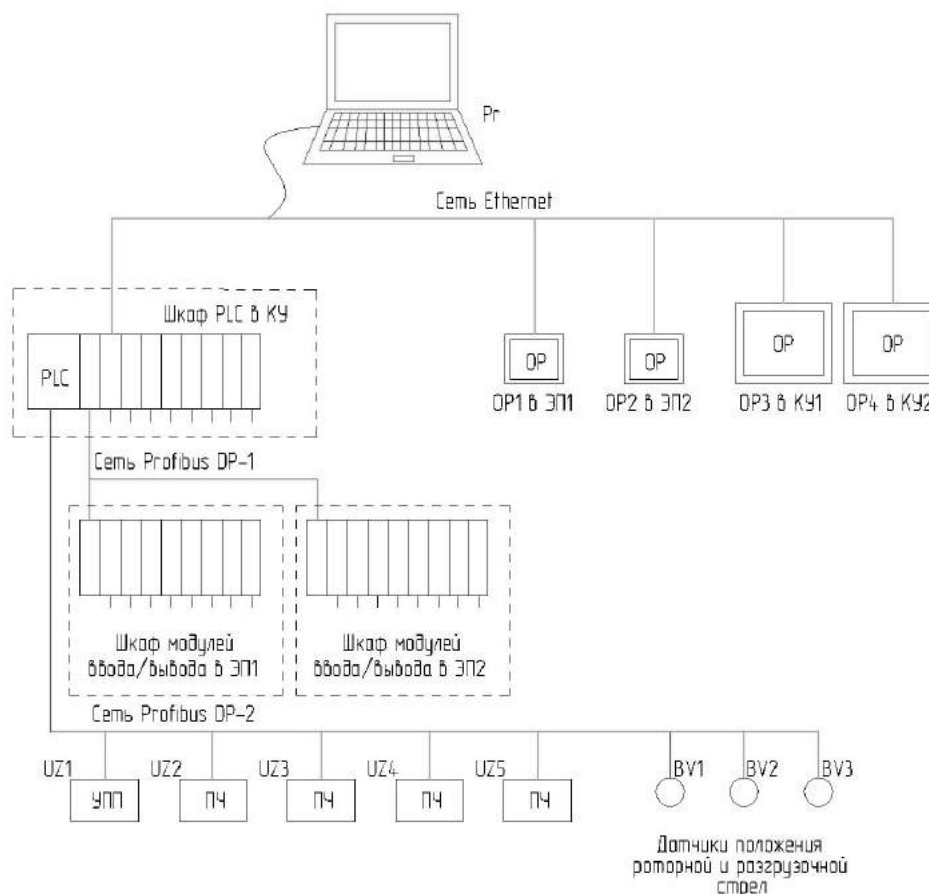 Pr
Сеть Ethernet
Шкаф PLC в КУ
PLC
OP
OP
OP
OP
OP1 в ЭП1
OP2 в ЭП2
OP3 в КУ1
OP4 в КУ2
Сеть Profibus DP-1
Шкаф модулей
ввода/вывода в ЭП1
Шкаф модулей
ввода/вывода в ЭП2
Сеть Profibus DP-2
UZ1
UZ2
UZ3
UZ4
UZ5
BV1
BV2
BV3
УПП
ПЧ
ПЧ
ПЧ
ПЧ
Датчики положения
роторной и разгрузочной
стрел